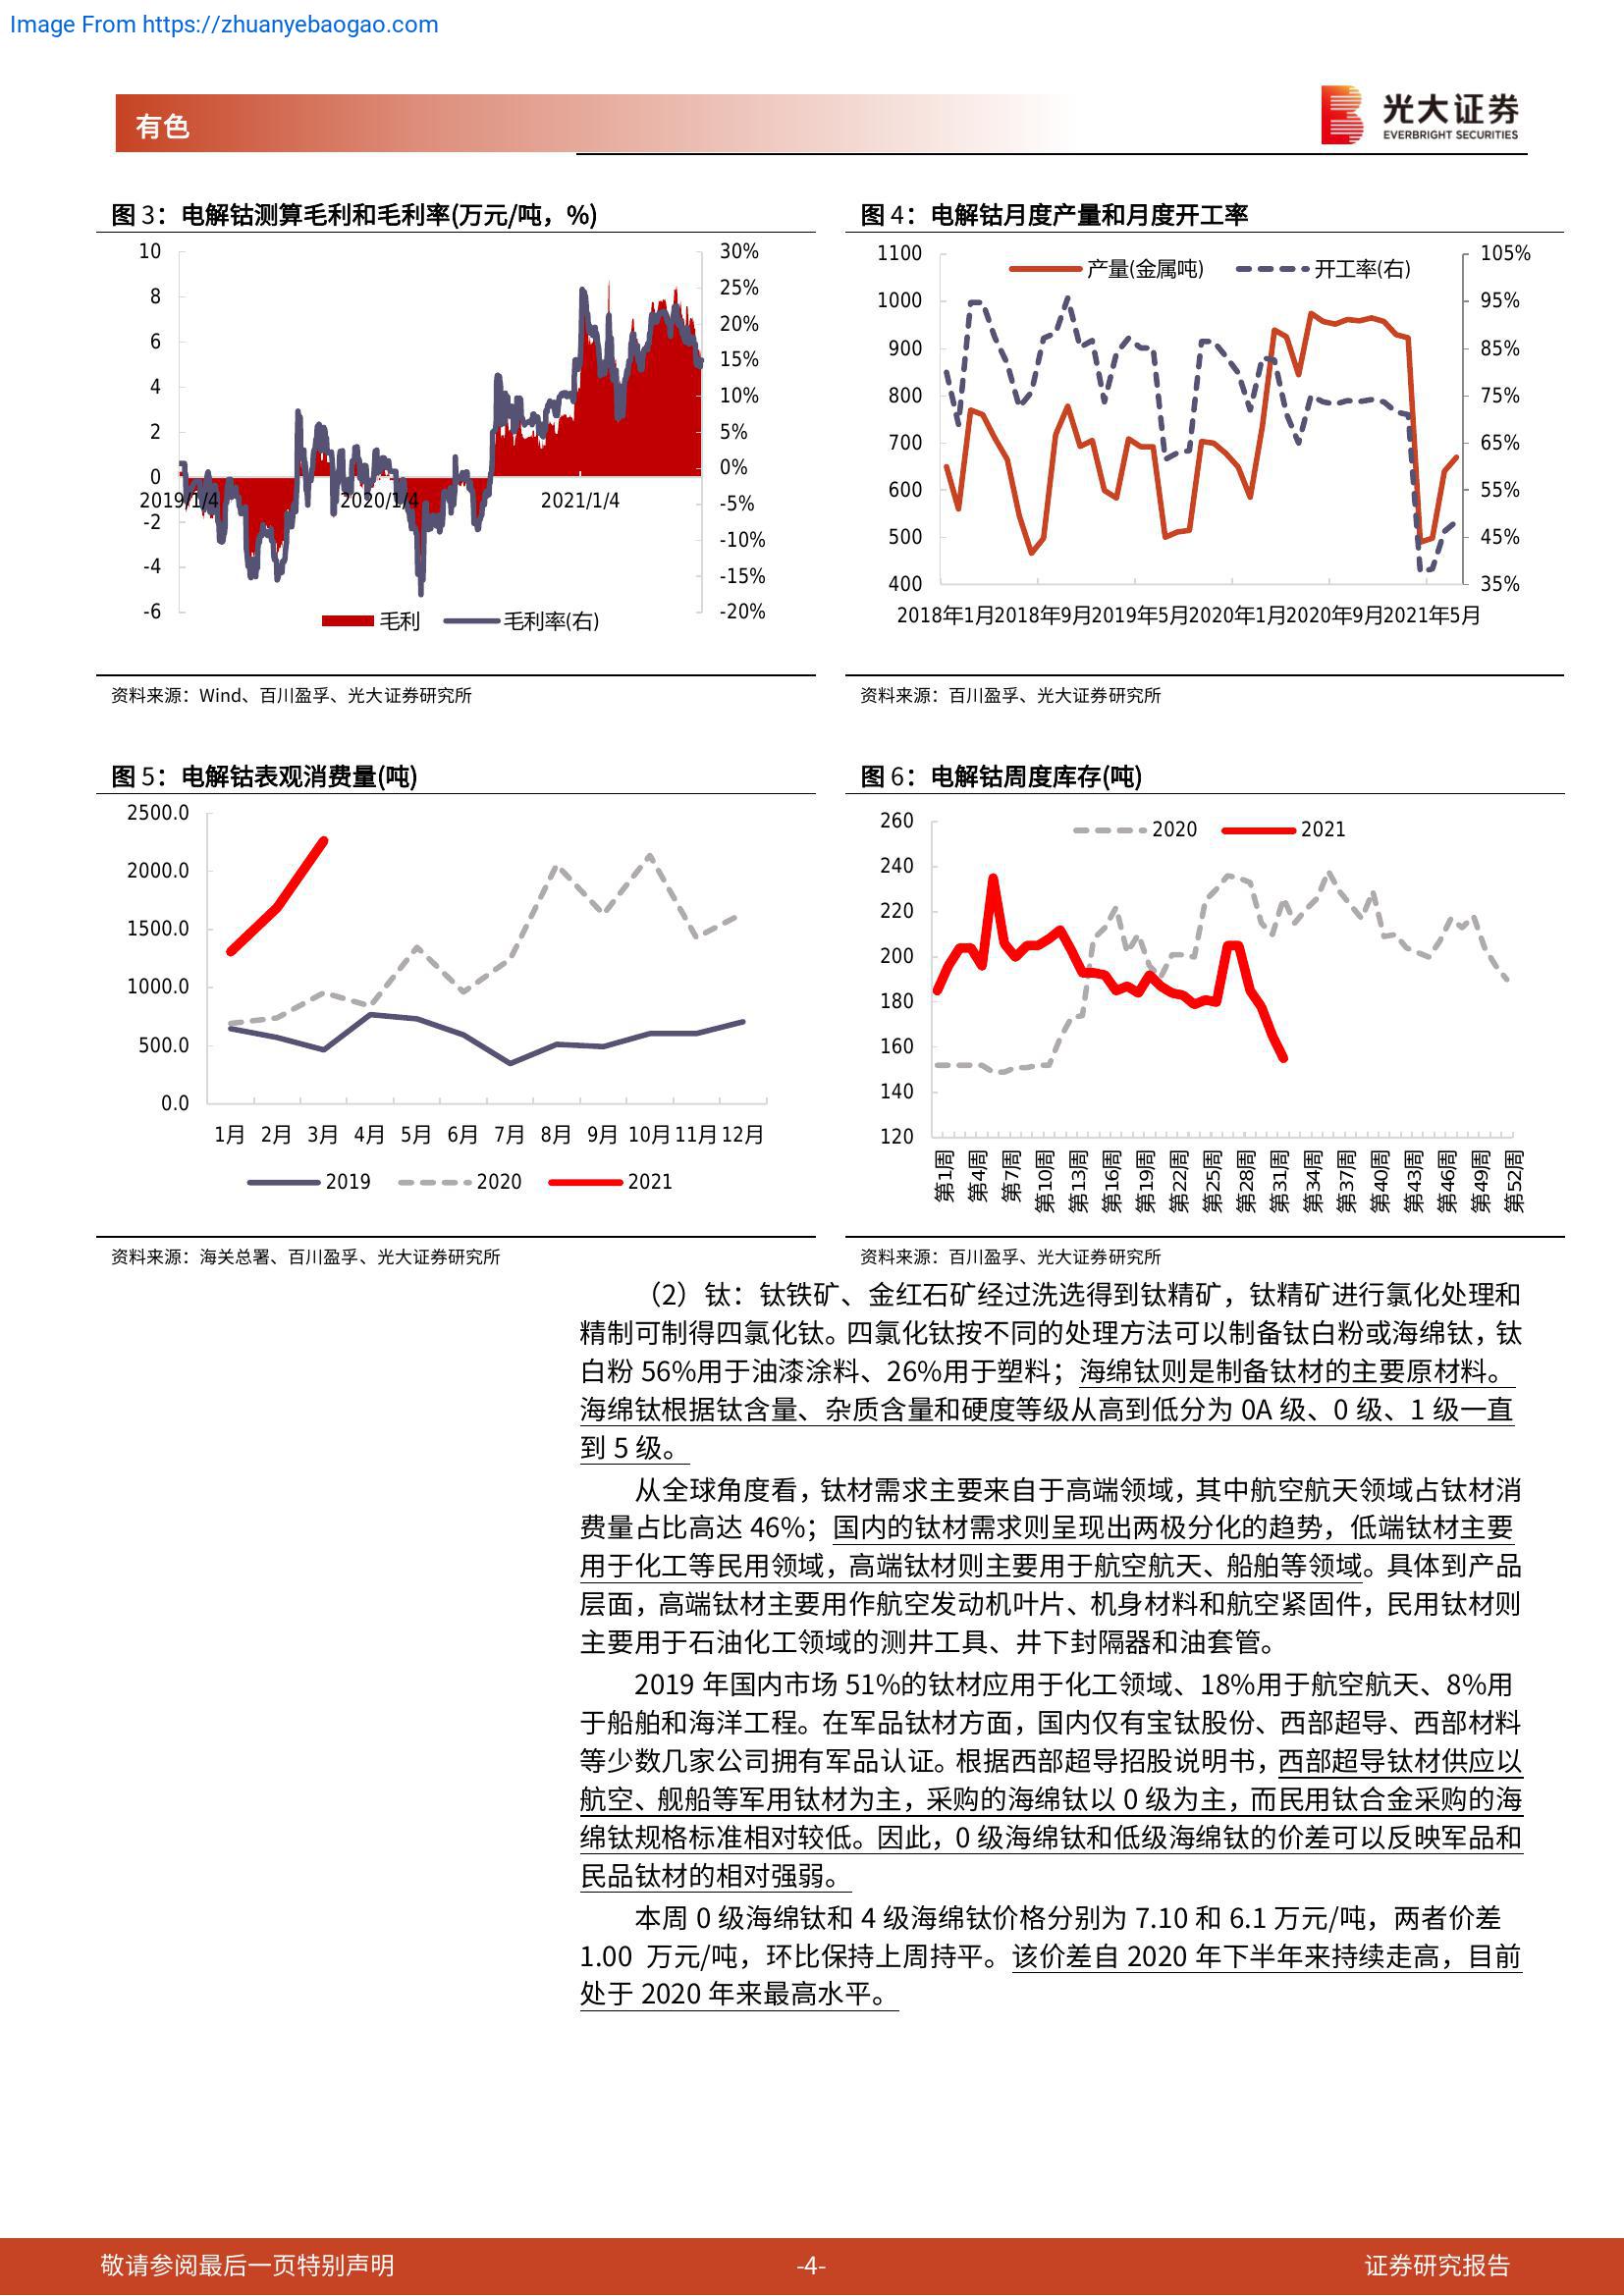 Image From https://zhuanyebaogao.com
有色
光大证券
EVERBRIGHT SECURITIES
图 3：电解钴测算毛利和毛利率(万元/吨，%)
10
8
6
4
2
0
-2
-4
-6
30%
25%
20%
15%
10%
5%
0%
-5%
-10%
-15%
-20%
2019/1/4
2020/1/4
2021/1/4
毛利
毛利率(右)
资料来源：Wind、百川盈孚、光大证券研究所
图 4：电解钴月度产量和月度开工率
产量(金属吨)
开工率(右)
1100
1000
900
800
700
600
500
400
105%
95%
85%
75%
65%
55%
45%
35%
2018年1月2018年9月2019年5月2020年1月2020年9月2021年5月
资料来源：百川盈孚、光大证券研究所
图 5：电解钴表观消费量(吨)
2500.0
2000.0
1500.0
1000.0
500.0
0.0
1月 2月 3月 4月 5月 6月 7月 8月 9月 10月 11月 12月
2019 2020 2021
资料来源：海关总署、百川盈孚、光大证券研究所
图 6：电解钴周度库存(吨)
2020 2021
260
240
220
200
180
160
140
120
第1周 第4周 第7周 第10周 第13周 第16周 第19周 第22周 第25周 第28周 第31周 第34周 第37周 第40周 第43周 第46周 第49周 第52周
资料来源：百川盈孚、光大证券研究所
（2）钛：钛铁矿、金红石矿经过洗选得到钛精矿，钛精矿进行氯化处理和
精制可制得四氯化钛。四氯化钛按不同的处理方法可以制备钛白粉或海绵钛，钛
白粉 56%用于油漆涂料、26%用于塑料；海绵钛则是制备钛材的主要原材料。
海绵钛根据钛含量、杂质含量和硬度等级从高到低分为 0A 级、0 级、1 级一直
到 5 级。
从全球角度看，钛材需求主要来自于高端领域，其中航空航天领域占钛材消
费量占比高达 46%；国内的钛材需求则呈现出两极分化的趋势，低端钛材主要
用于化工等民用领域，高端钛材则主要用于航空航天、船舶等领域。具体到产品
层面，高端钛材主要用作航空发动机叶片、机身材料和航空紧固件，民用钛材则
主要用于石油化工领域的测井工具、井下封隔器和油套管。
2019 年国内市场 51%的钛材应用于化工领域、18%用于航空航天、8%用
于船舶和海洋工程。在军品钛材方面，国内仅有宝钛股份、西部超导、西部材料
等少数几家公司拥有军品认证。根据西部超导招股说明书，西部超导钛材供应以
航空、舰船等军用钛材为主，采购的海绵钛以 0 级为主，而民用钛合金采购的海
绵钛规格标准相对较低。因此，0 级海绵钛和低级海绵钛的价差可以反映军品和
民品钛材的相对强弱。
本周 0 级海绵钛和 4 级海绵钛价格分别为 7.10 和 6.1 万元/吨，两者价差
1.00 万元/吨，环比保持上周持平。该价差自 2020 年下半年来持续走高，目前
处于 2020 年来最高水平。
敬请参阅最后一页特别声明
-4-
证券研究报告